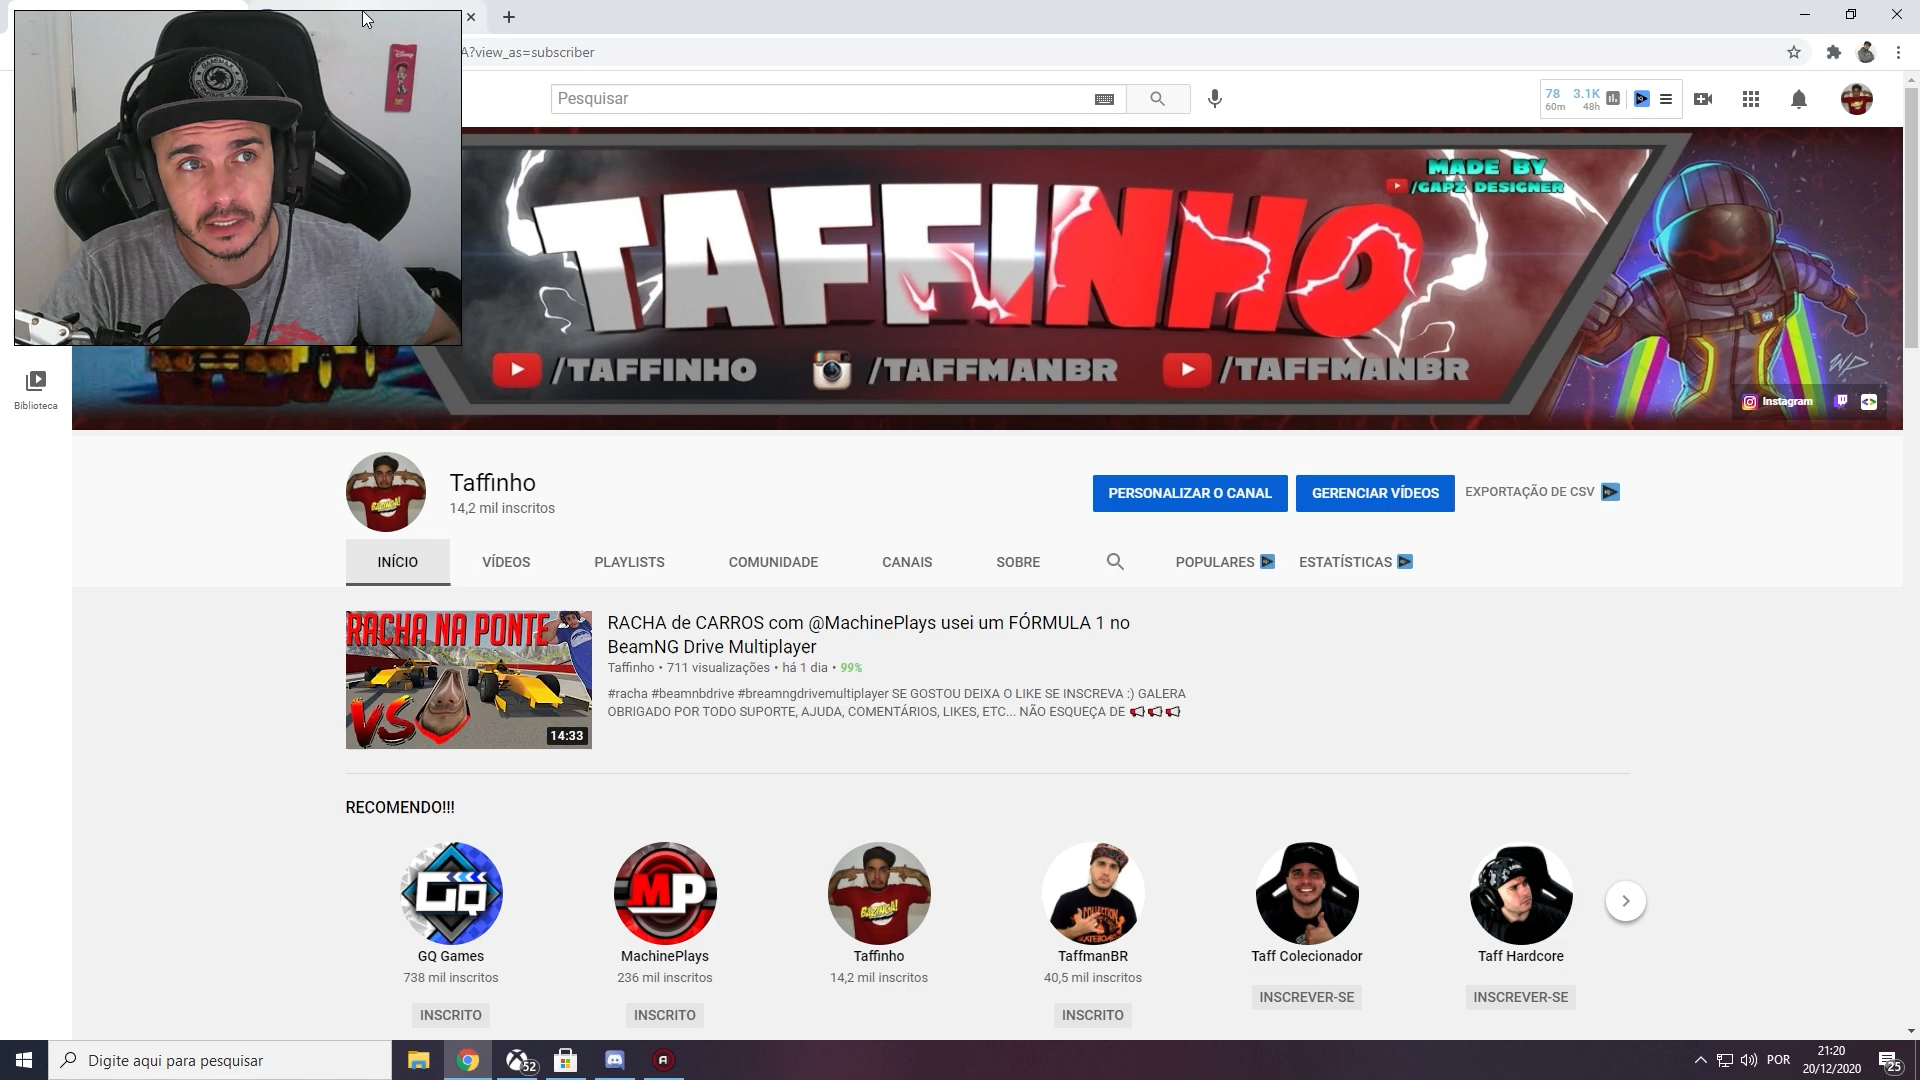 A?view_as=subscriber
Disney
Pesquisar
78 3.1K
60m 48h
MADE BY
/GAPZ DESIGNER
TAFFINHO
/TAFFINHO /TAFFMANBR /TAFFMANBR
Instagram
Biblioteca
Taffinho
14,2 mil inscritos
PERSONALIZAR O CANAL
GERENCIAR VÍDEOS
EXPORTAÇÃO DE CSV
INÍCIO VÍDEOS PLAYLISTS COMUNIDADE CANAIS SOBRE POPULARES ESTATÍSTICAS
RACHA NA PONTE
VS
14:33
RACHA de CARROS com @MachinePlays usei um FÓRMULA 1 no
BeamNG Drive Multiplayer
Taffinho • 711 visualizações • há 1 dia • 99%
#racha #beamnbdrive #breamngdrivemultiplayer SE GOSTOU DEIXA O LIKE SE INSCREVA :) GALERA
OBRIGADO POR TODO SUPORTE, AJUDA, COMENTÁRIOS, LIKES, ETC... NÃO ESQUEÇA DE
RECOMENDO!!!
GQ
MP
BAZINGA!
GQ Games MachinePlays Taffinho TaffmanBR Taff Colecionador Taff Hardcore
738 mil inscritos 236 mil inscritos 14,2 mil inscritos 40,5 mil inscritos
INSCRITO INSCRITO INSCRITO INSCREVER-SE INSCREVER-SE
Digite aqui para pesquisar
52
POR
21:20
20/12/2020
25